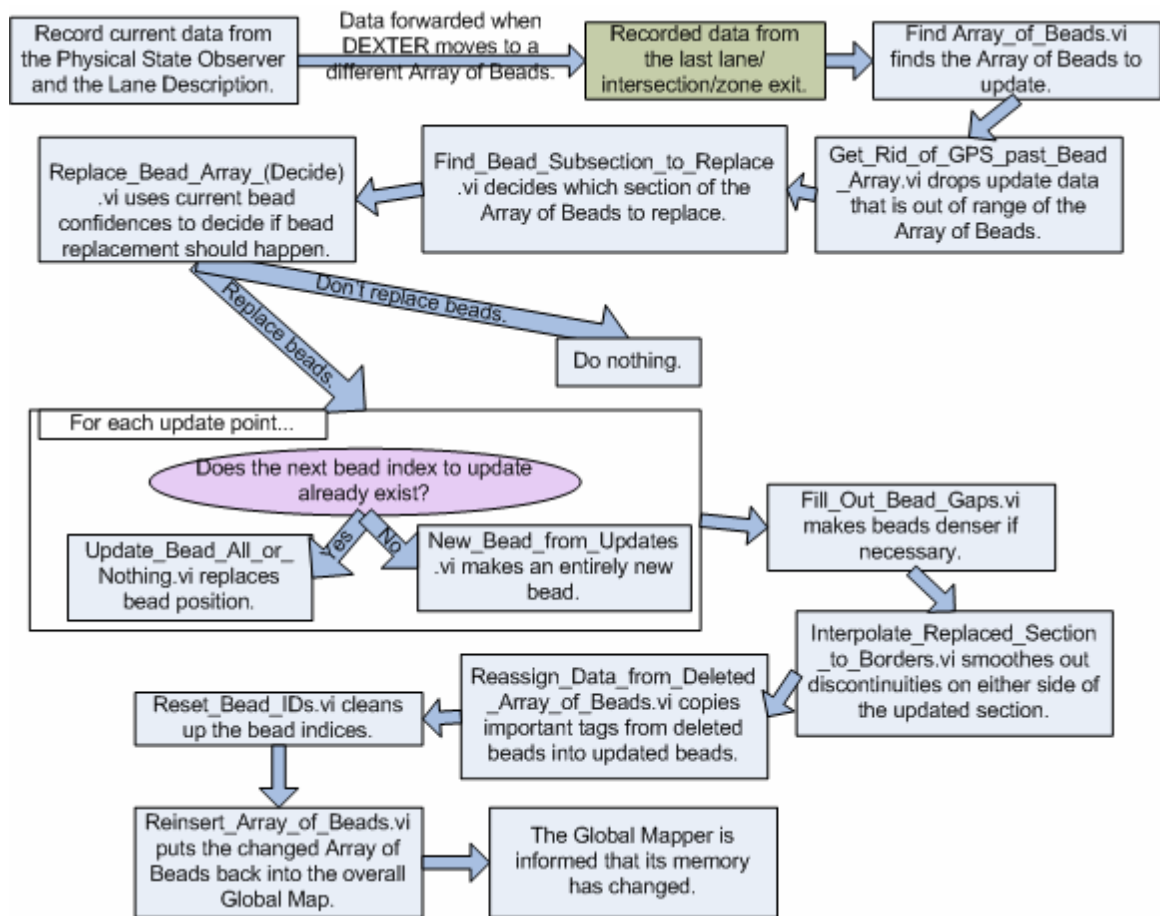 Record current data from
the Physical State Observer
and the Lane Description.
Data forwarded when
DEXTER moves to a
different Array of Beads.
Recorded data from
the last lane/
intersection/zone exit.
Find Array_of_Beads.vi
finds the Array of Beads to
update.
Get_Rid_of_GPS_past_Bead
_Array.vi drops update data
that is out of range of the
Array of Beads.
Find_Bead_Subsection_to_Replace
.vi decides which section of the
Array of Beads to replace.
Replace_Bead_Array_(Decide)
.vi uses current bead
confidences to decide if bead
replacement should happen.
Don't replace beads.
Do nothing.
Replace beads.
For each update point...
Does the next bead index to update
already exist?
Yes
No
Update_Bead_All_or_
Nothing.vi replaces
bead position.
New_Bead_from_Updates
.vi makes an entirely new
bead.
Fill_Out_Bead_Gaps.vi
makes beads denser if
necessary.
Interpolate_Replaced_Section
_to_Borders.vi smoothes out
discontinuities on either side of
the updated section.
Reassign_Data_from_Deleted
_Array_of_Beads.vi copies
important tags from deleted
beads into updated beads.
Reset_Bead_IDs.vi cleans
up the bead indices.
Reinsert_Array_of_Beads.vi
puts the changed Array of
Beads back into the overall
Global Map.
The Global Mapper is
informed that its memory
has changed.